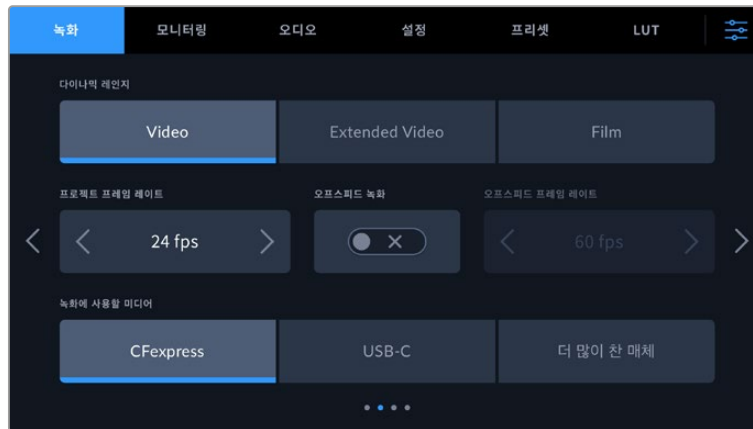 녹화 모니터링 오디오 설정 프리셋 LUT
다이나믹 레인지
Video Extended Video Film
프로젝트 프레임 레이트 오프스피드 녹화 오프스피드 프레임 레이트
24 fps 60 fps
녹화에 사용할 미디어
CFexpress USB-C 더 많이 찬 매체